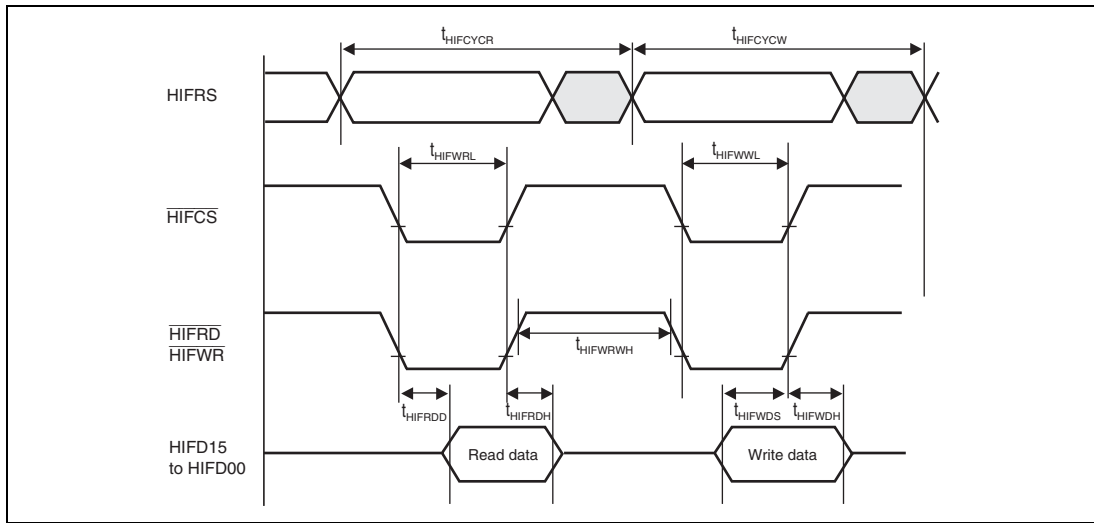 tHIFCYCR tHIFCYCW
HIFRS
tHIFWRL tHIFWWL
HIFCS
HIFRD
HIFWR
tHIFWRWH
tHIFRDD tHIFRDH tHIFWDS tHIFWDH
HIFD15
to HIFD00
Read data Write data